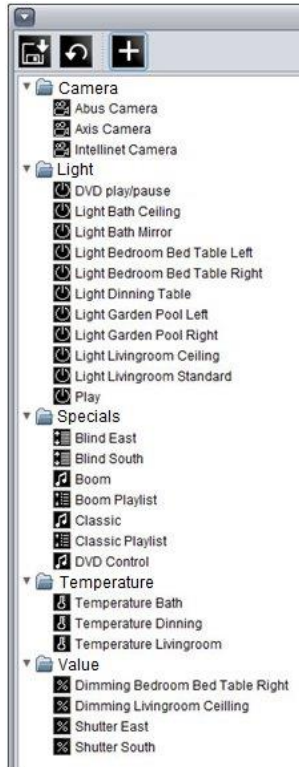 Camera
Abus Camera
Axis Camera
Intellinet Camera
Light
DVD play/pause
Light Bath Ceiling
Light Bath Mirror
Light Bedroom Bed Table Left
Light Bedroom Bed Table Right
Light Dinning Table
Light Garden Pool Left
Light Garden Pool Right
Light Livingroom Ceiling
Light Livingroom Standard
Play
Specials
Blind East
Blind South
Boom
Boom Playlist
Classic
Classic Playlist
DVD Control
Temperature
Temperature Bath
Temperature Dinning
Temperature Livingroom
Value
Dimming Bedroom Bed Table Right
Dimming Livingroom Ceilling
Shutter East
Shutter South